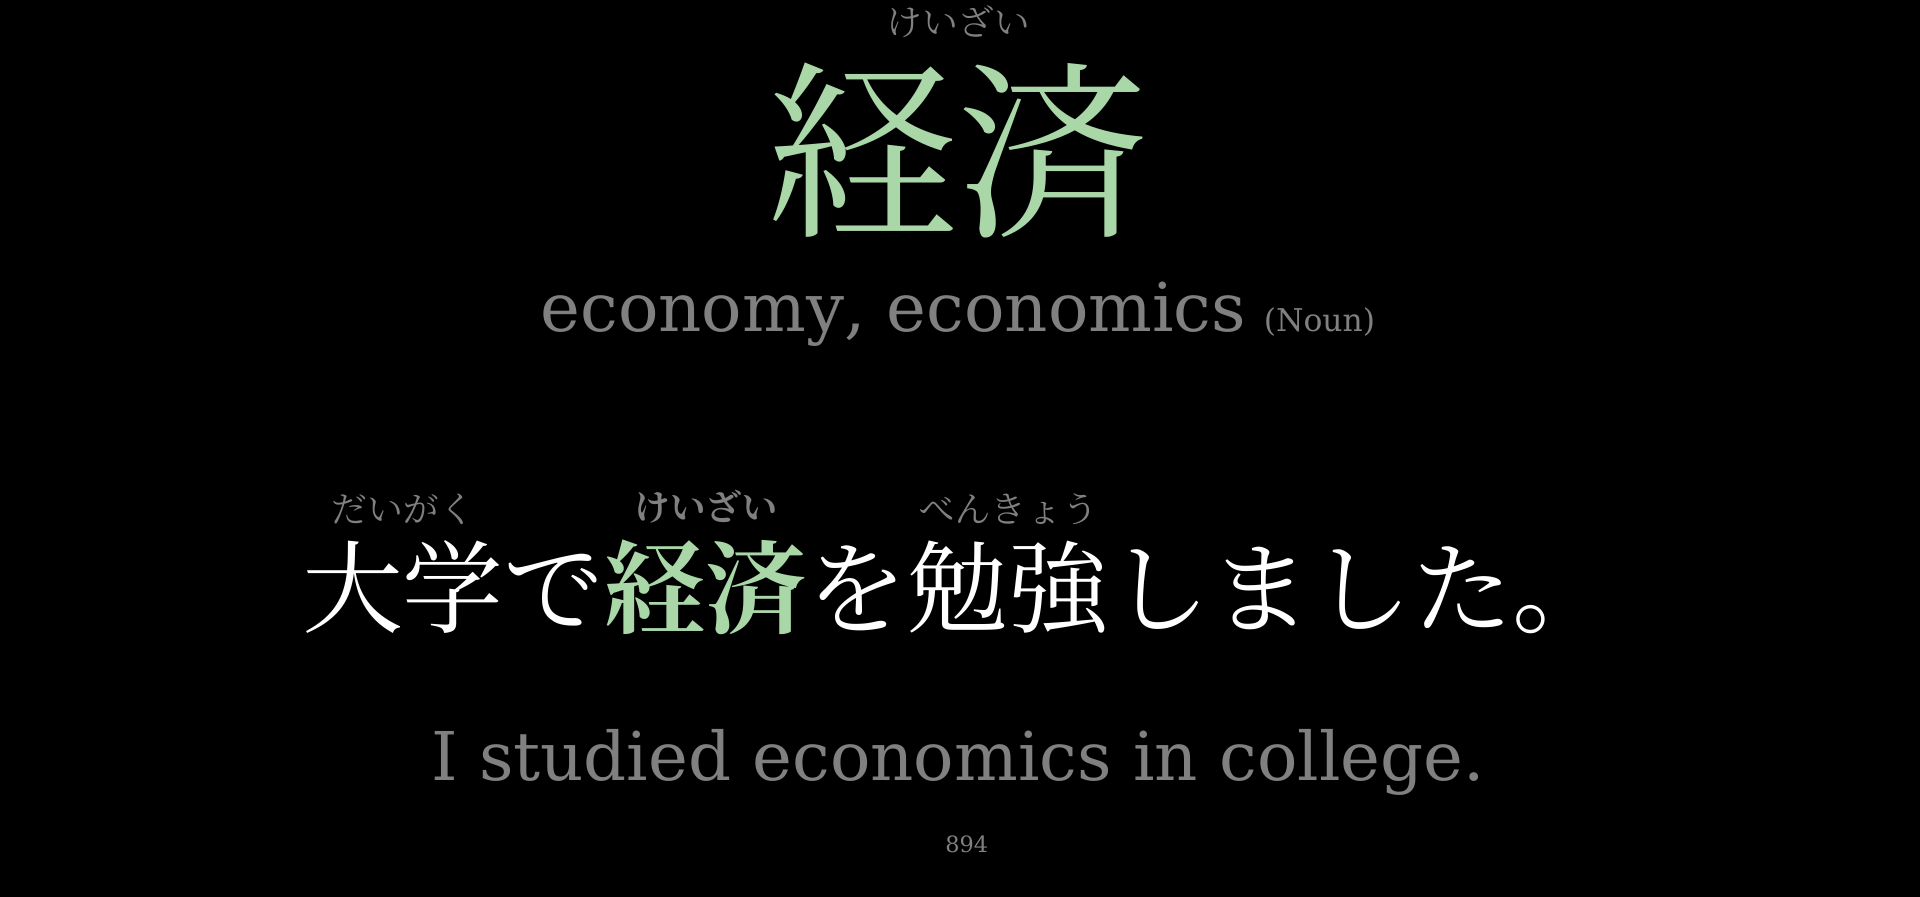 けいざい
経済
economy, economics (Noun)
だいがく けいざい べんきょう
大学で経済を勉強しました。
I studied economics in college.
894